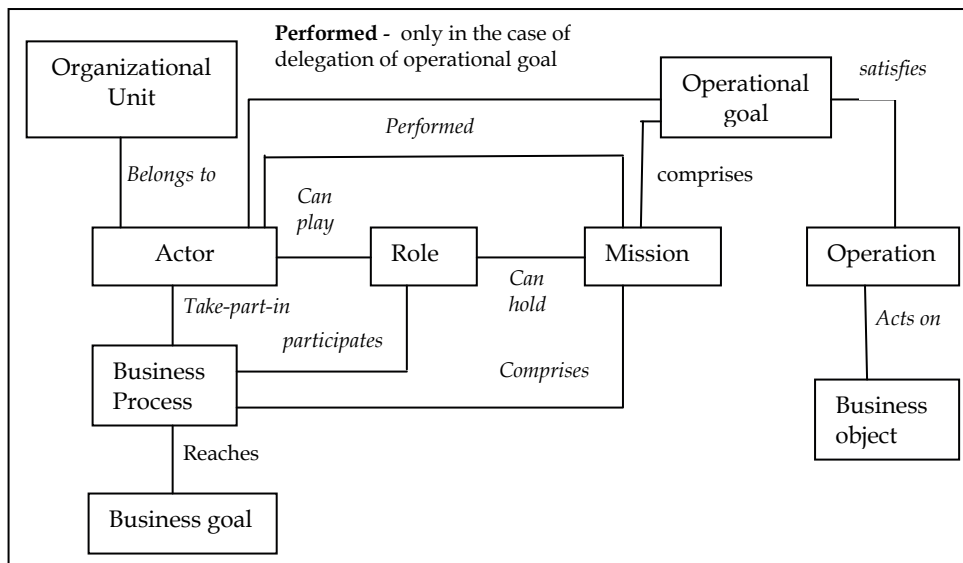 Performed - only in the case of
delegation of operational goal
Organizational
Unit
Operational
goal
satisfies
Performed
Belongs to
comprises
Can
play
Actor
Role
Mission
Operation
Can
hold
Take-part-in
participates
Acts on
Business
Process
Comprises
Business
object
Reaches
Business goal